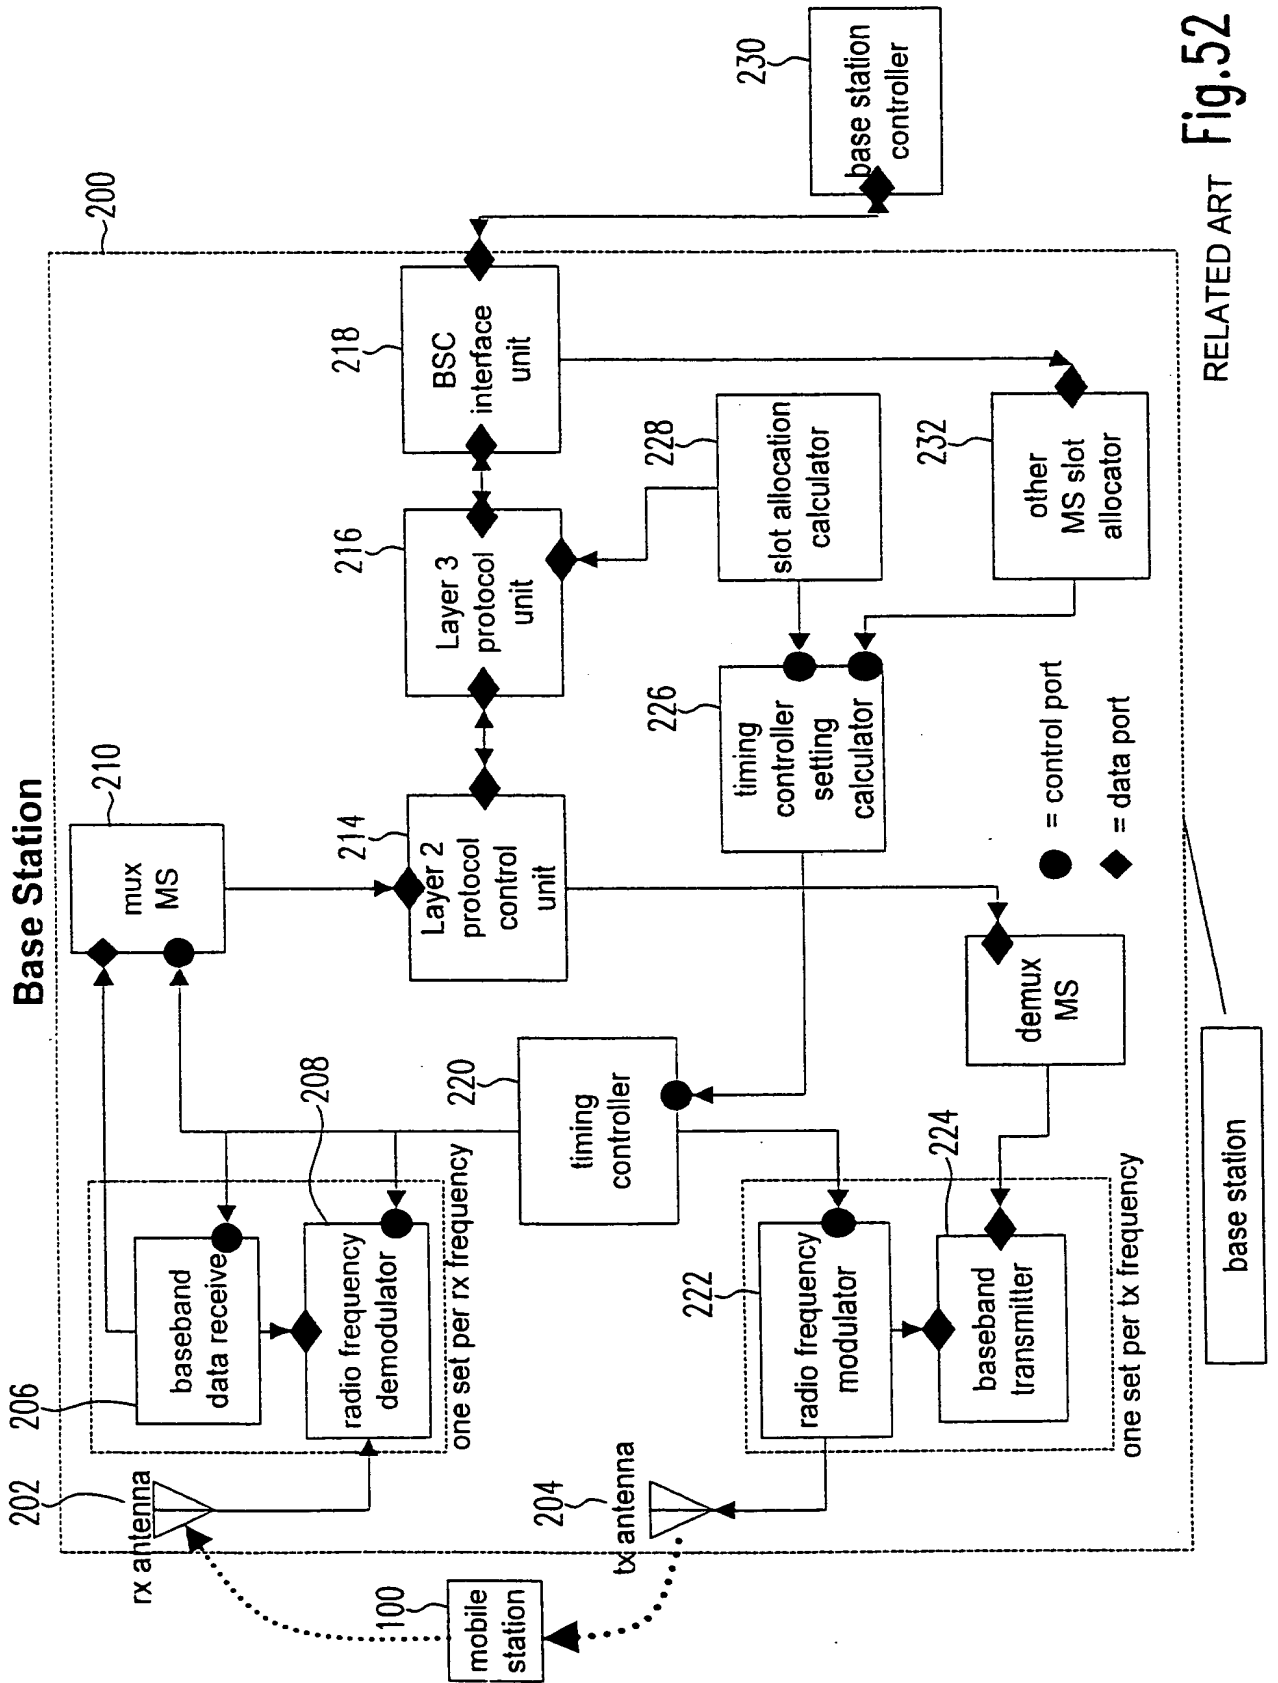 Base Station
200
202
rx antenna
206
baseband
data receive
208
radio frequency
demodulator
one set per rx frequency
210
mux
MS
214
Layer 2
protocol
control
unit
216
Layer 3
protocol
unit
218
BSC
interface
unit
230
base station
controller
100
mobile
station
204
tx antenna
220
timing
controller
222
radio frequency
modulator
224
baseband
transmitter
one set per tx frequency
226
timing
controller
setting
calculator
228
slot allocation
calculator
232
other
MS slot
allocator
demux
MS
= control port
= data port
base station
RELATED ART Fig.52